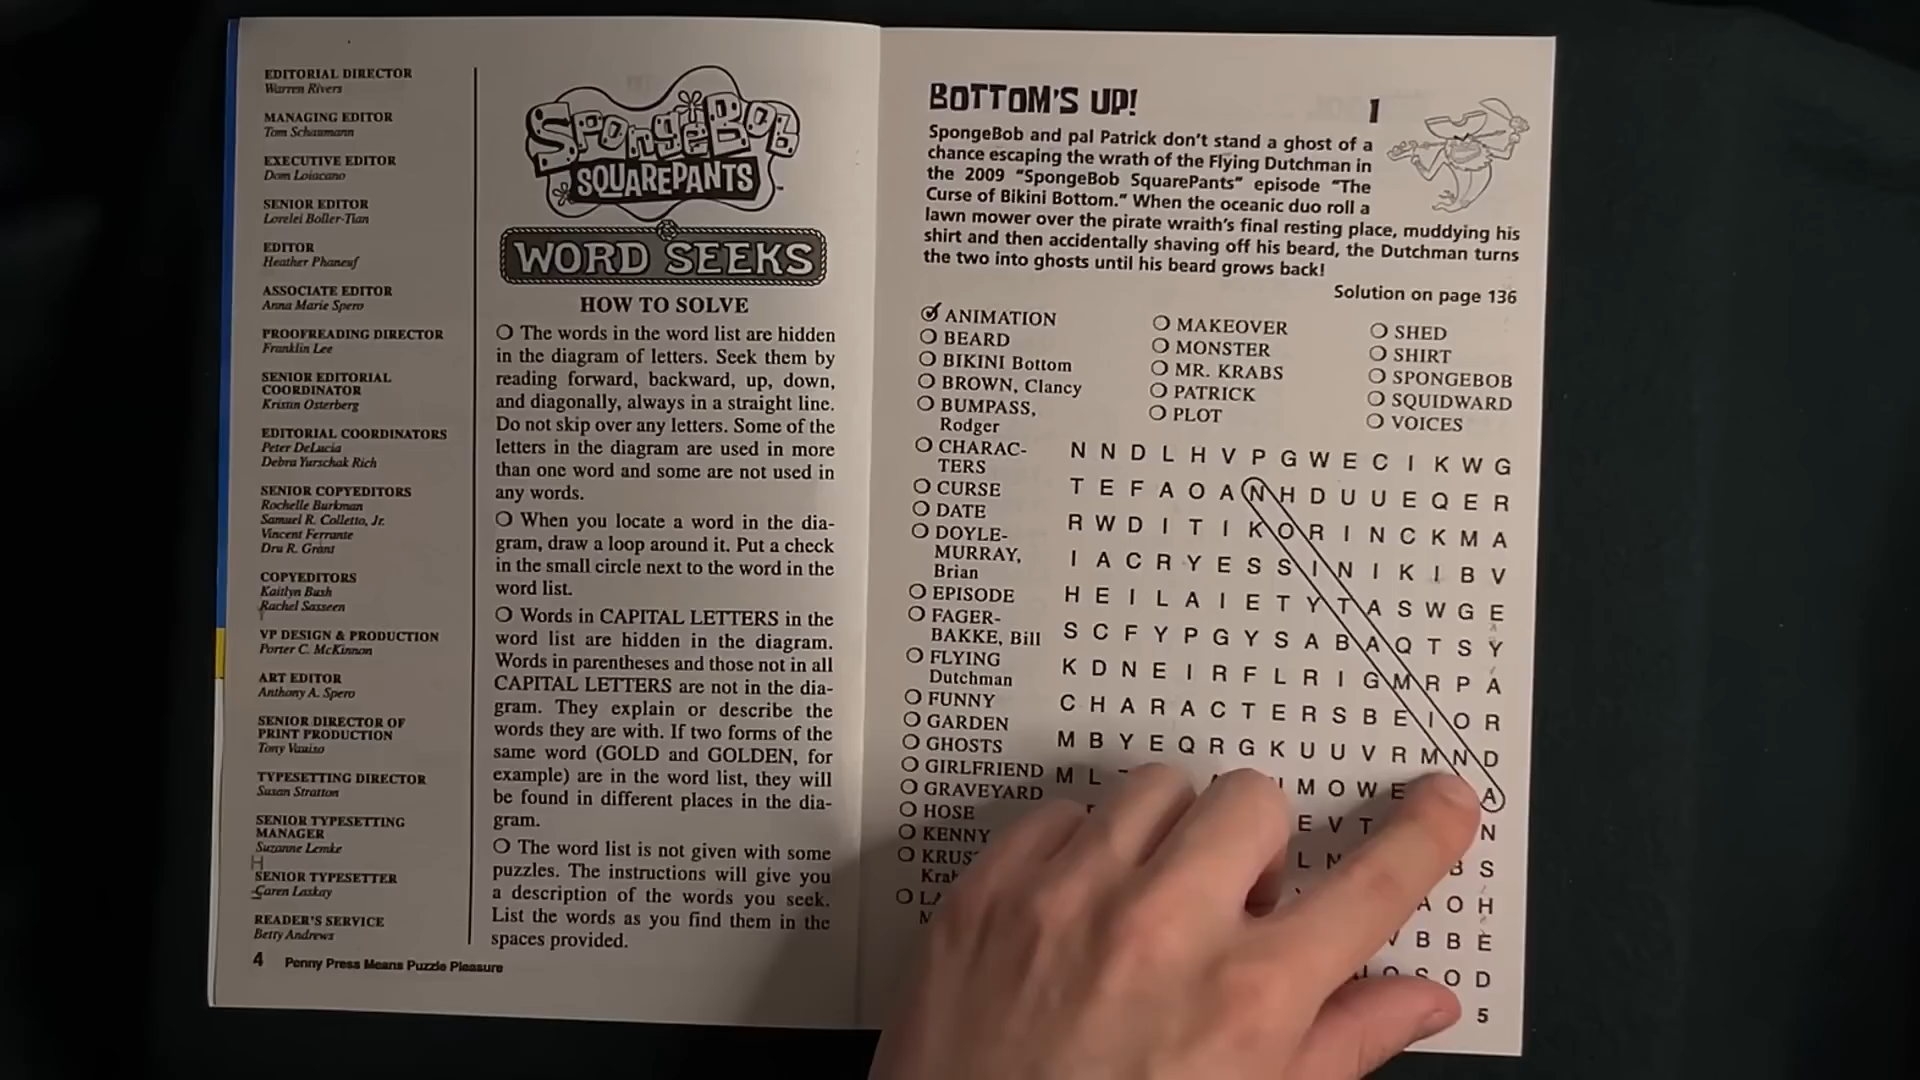 EDITORIAL DIRECTOR
Warren Rivers
MANAGING EDITOR
Tom Schaumann
EXECUTIVE EDITOR
Dom Loiacano
SENIOR EDITOR
Lorelei Boller-Tian
EDITOR
Heather Phaneuf
ASSOCIATE EDITOR
Anna Marie Spero
PROOFREADING DIRECTOR
Franklin Lee
SENIOR EDITORIAL
COORDINATOR
Kristin Osterberg
EDITORIAL COORDINATORS
Peter DeLucia
Debra Yurschak Rich
SENIOR COPYEDITORS
Rochelle Burkman
Samuel R. Colletto, Jr.
Vincent Ferrante
Dru R. Grant
COPYEDITORS
Kaitlyn Bush
Rachel Sasseen
VP DESIGN & PRODUCTION
Porter C. McKinnon
ART EDITOR
Anthony A. Spero
SENIOR DIRECTOR OF
PRINT PRODUCTION
Tony Vaniso
TYPESETTING DIRECTOR
Susan Stratton
SENIOR TYPESETTING
MANAGER
Suzanne Lemke
SENIOR TYPESETTER
Caren Laskay
READER'S SERVICE
Betty Andrews
4 Penny Press Means Puzzle Pleasure
SpongeBob
SQUAREPANTS
WORD SEEKS
HOW TO SOLVE
The words in the word list are hidden
in the diagram of letters. Seek them by
reading forward, backward, up, down,
and diagonally, always in a straight line.
Do not skip over any letters. Some of the
letters in the diagram are used in more
than one word and some are not used in
any words.
When you locate a word in the dia-
gram, draw a loop around it. Put a check
in the small circle next to the word in the
word list.
Words in CAPITAL LETTERS in the
word list are hidden in the diagram.
Words in parentheses and those not in all
CAPITAL LETTERS are not in the dia-
gram. They explain or describe the
words they are with. If two forms of the
same word (GOLD and GOLDEN, for
example) are in the word list, they will
be found in different places in the dia-
gram.
The word list is not given with some
puzzles. The instructions will give you
a description of the words you seek.
List the words as you find them in the
spaces provided.
BOTTOM'S UP! 1
SpongeBob and pal Patrick don't stand a ghost of a
chance escaping the wrath of the Flying Dutchman in
the 2009 "SpongeBob SquarePants" episode "The
Curse of Bikini Bottom." When the oceanic duo roll a
lawn mower over the pirate wraith's final resting place, muddying his
shirt and then accidentally shaving off his beard, the Dutchman turns
the two into ghosts until his beard grows back!
Solution on page 136
ANIMATION
BEARD
BIKINI Bottom
BROWN, Clancy
BUMPASS,
Rodger
CHARAC-
TERS
CURSE
DATE
DOYLE-
MURRAY,
Brian
EPISODE
FAGER-
BAKKE, Bill
FLYING
Dutchman
FUNNY
GARDEN
GHOSTS
GIRLFRIEND
GRAVEYARD
HOSE
KENNY
MAKEOVER
MONSTER
MR. KRABS
PATRICK
PLOT
SHED
SHIRT
SPONGEBOB
SQUIDWARD
VOICES
N N D L H V P G W E C I K W G
T E F A O A N H D U U E Q E R
R W D I T I K O R I N C K M A
I A C R Y E S S I N I K I B V
H E I L A I E T Y T A S W G E
S C F Y P G Y S A B A Q T S Y
K D N E I R F L R I G M R P A
C H A R A C T E R S B E I O R
M B Y E Q R G K U U V R M N D
M L M O W E A
E V T N
L S
A O H
B B E
S O D
5